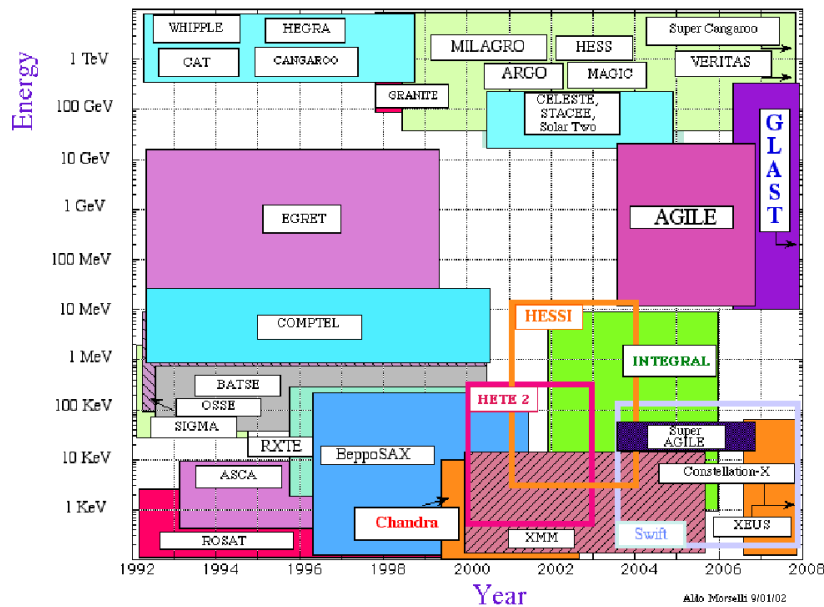 Energy
1 TeV
100 GeV
10 GeV
1 GeV
100 MeV
10 MeV
1 MeV
100 KeV
10 KeV
1 KeV
WHIPPLE
HEGRA
CAT
CANGAROO
GRANITE
MILAGRO
HESS
Super Cangaroo
ARGO
MAGIC
VERITAS
CELESTE,
STACEE,
Solar Two
GLAST
EGRET
AGILE
COMPTEL
HESSI
INTEGRAL
BATSE
OSSE
SIGMA
HETE 2
RXTE
BeppoSAX
Super
AGILE
ASCA
Constellation-X
Chandra
XEUS
ROSAT
XMM
Swift
1992
1994
1996
1998
2000
2002
2004
2006
2008
Year
Aldo Morselli 9/01/02